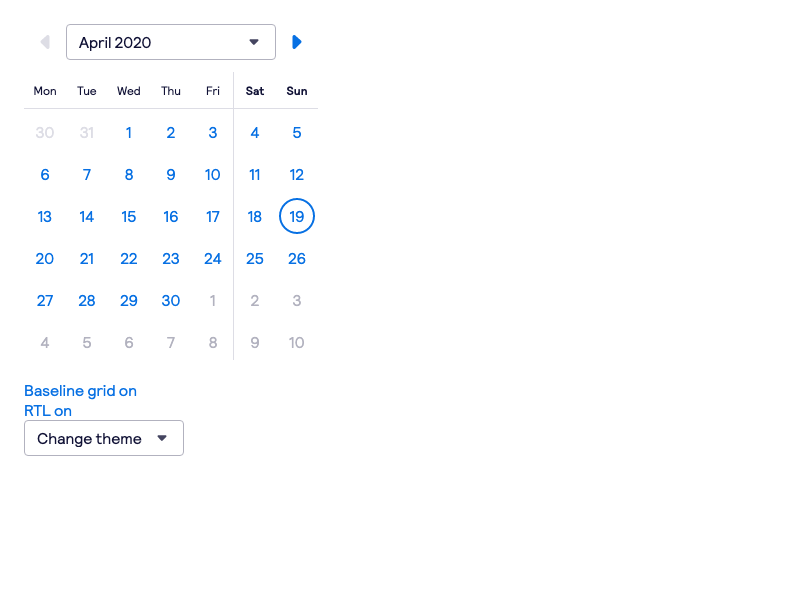 April 2020
Mon Tue Wed Thu Fri Sat Sun
30 31 1 2 3 4 5
6 7 8 9 10 11 12
13 14 15 16 17 18 19
20 21 22 23 24 25 26
27 28 29 30 1 2 3
4 5 6 7 8 9 10
Baseline grid on
RTL on
Change theme